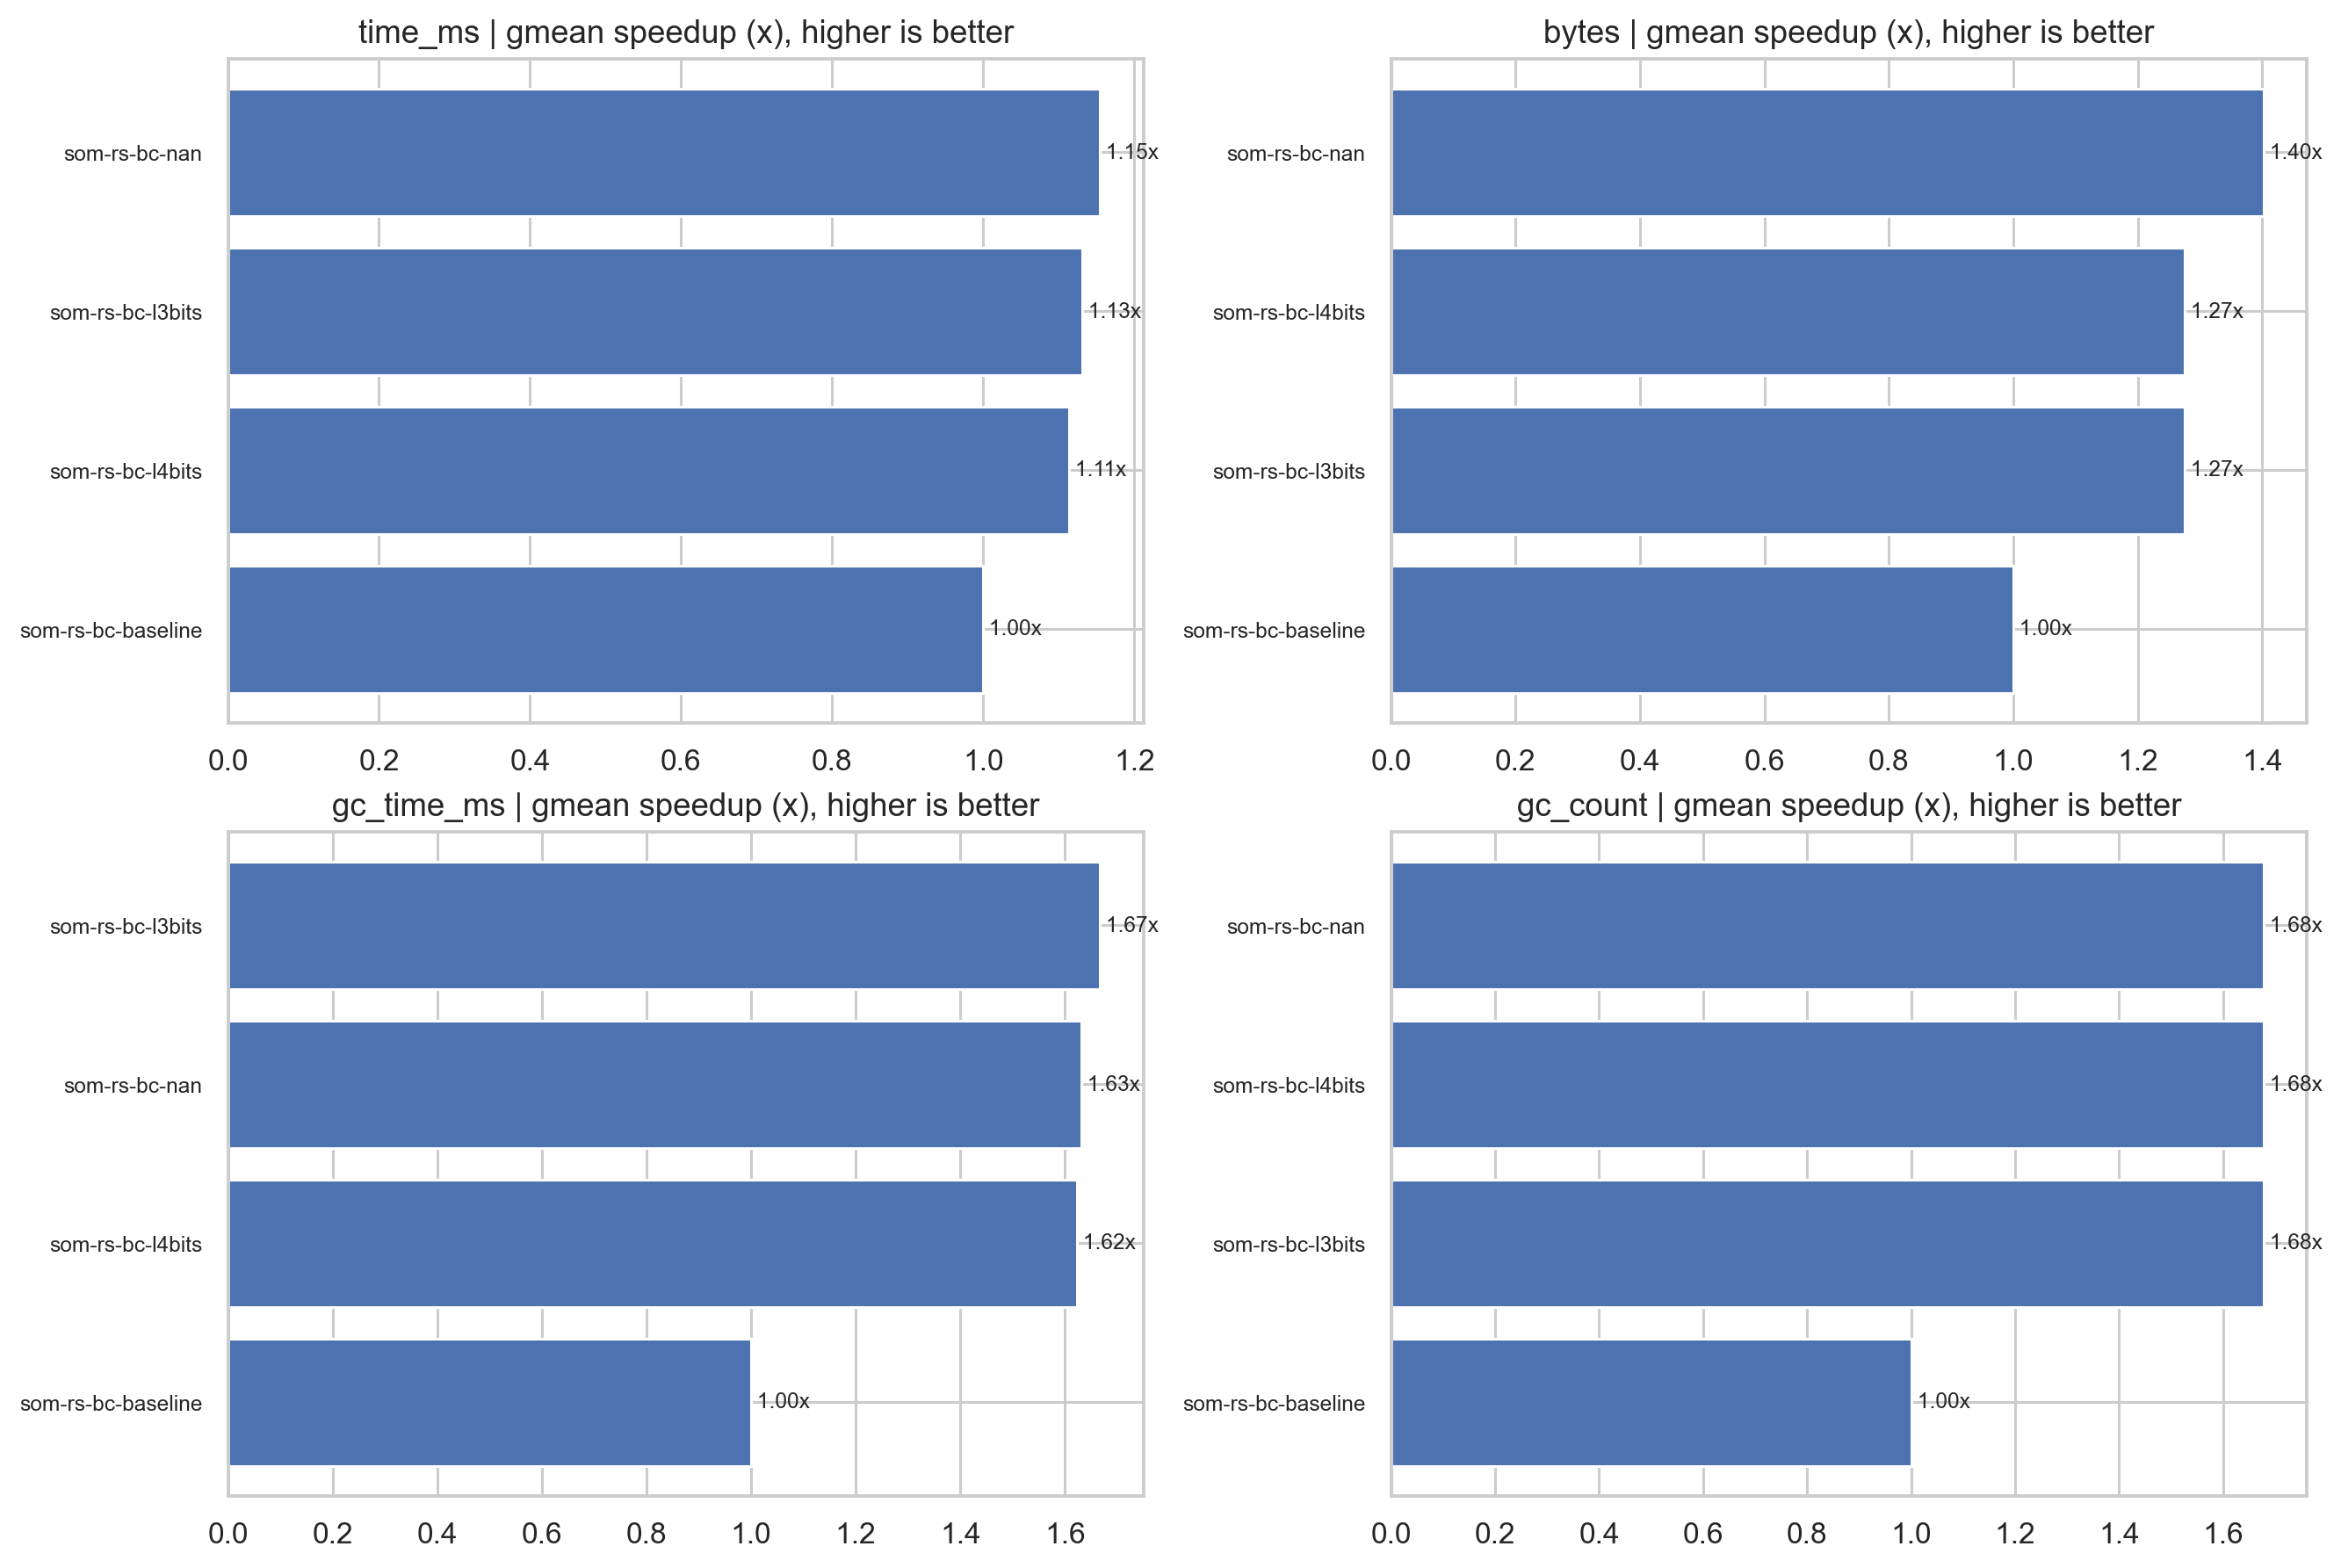 time_ms | gmean speedup (x), higher is better
som-rs-bc-nan
1.15x
som-rs-bc-l3bits
1.13x
som-rs-bc-l4bits
1.11x
som-rs-bc-baseline
1.00x
0.0 0.2 0.4 0.6 0.8 1.0 1.2
bytes | gmean speedup (x), higher is better
som-rs-bc-nan
1.40x
som-rs-bc-l4bits
1.27x
som-rs-bc-l3bits
1.27x
som-rs-bc-baseline
1.00x
0.0 0.2 0.4 0.6 0.8 1.0 1.2 1.4
gc_time_ms | gmean speedup (x), higher is better
som-rs-bc-l3bits
1.67x
som-rs-bc-nan
1.63x
som-rs-bc-l4bits
1.62x
som-rs-bc-baseline
1.00x
0.0 0.2 0.4 0.6 0.8 1.0 1.2 1.4 1.6
gc_count | gmean speedup (x), higher is better
som-rs-bc-nan
1.68x
som-rs-bc-l4bits
1.68x
som-rs-bc-l3bits
1.68x
som-rs-bc-baseline
1.00x
0.0 0.2 0.4 0.6 0.8 1.0 1.2 1.4 1.6